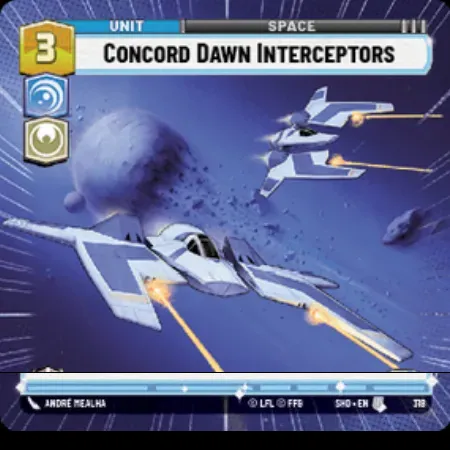 UNIT SPACE
3 CONCORD DAWN INTERCEPTORS
ANDRÉ MEALHA © LFL © FFG SHD • EN 318